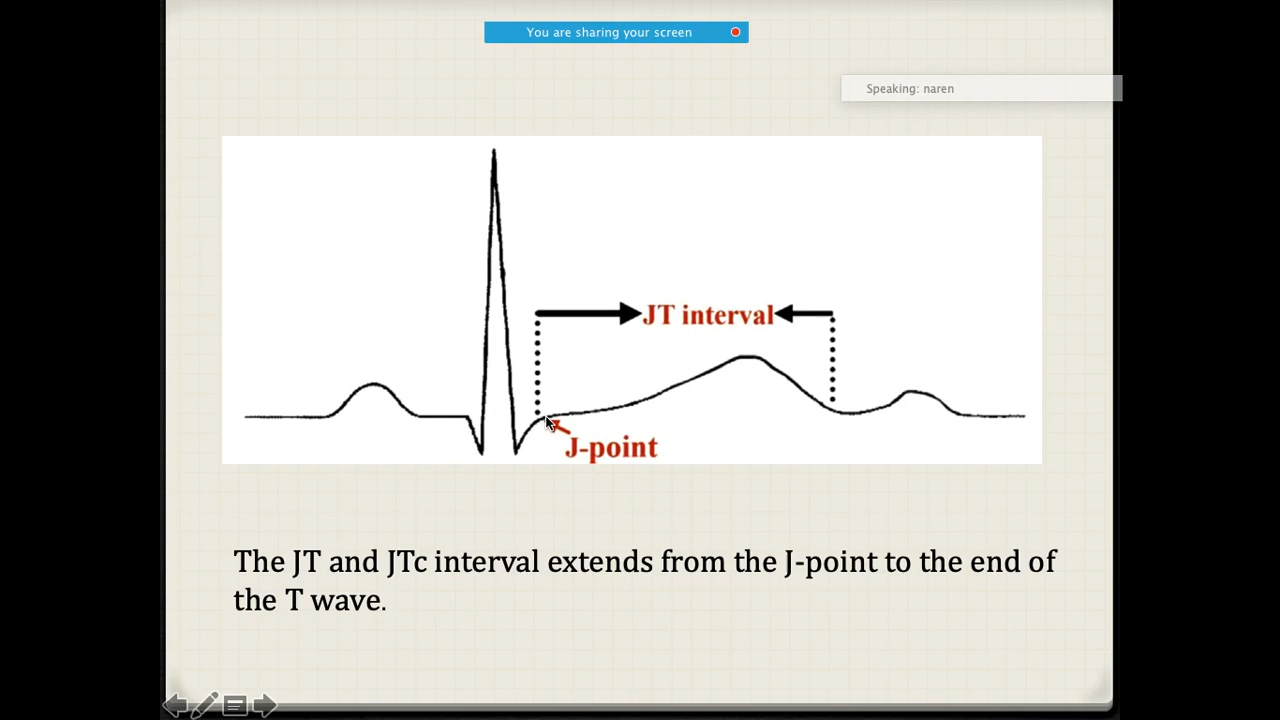 You are sharing your screen
Speaking: naren
JT interval
J-point
The JT and JTc interval extends from the J-point to the end of
the T wave.